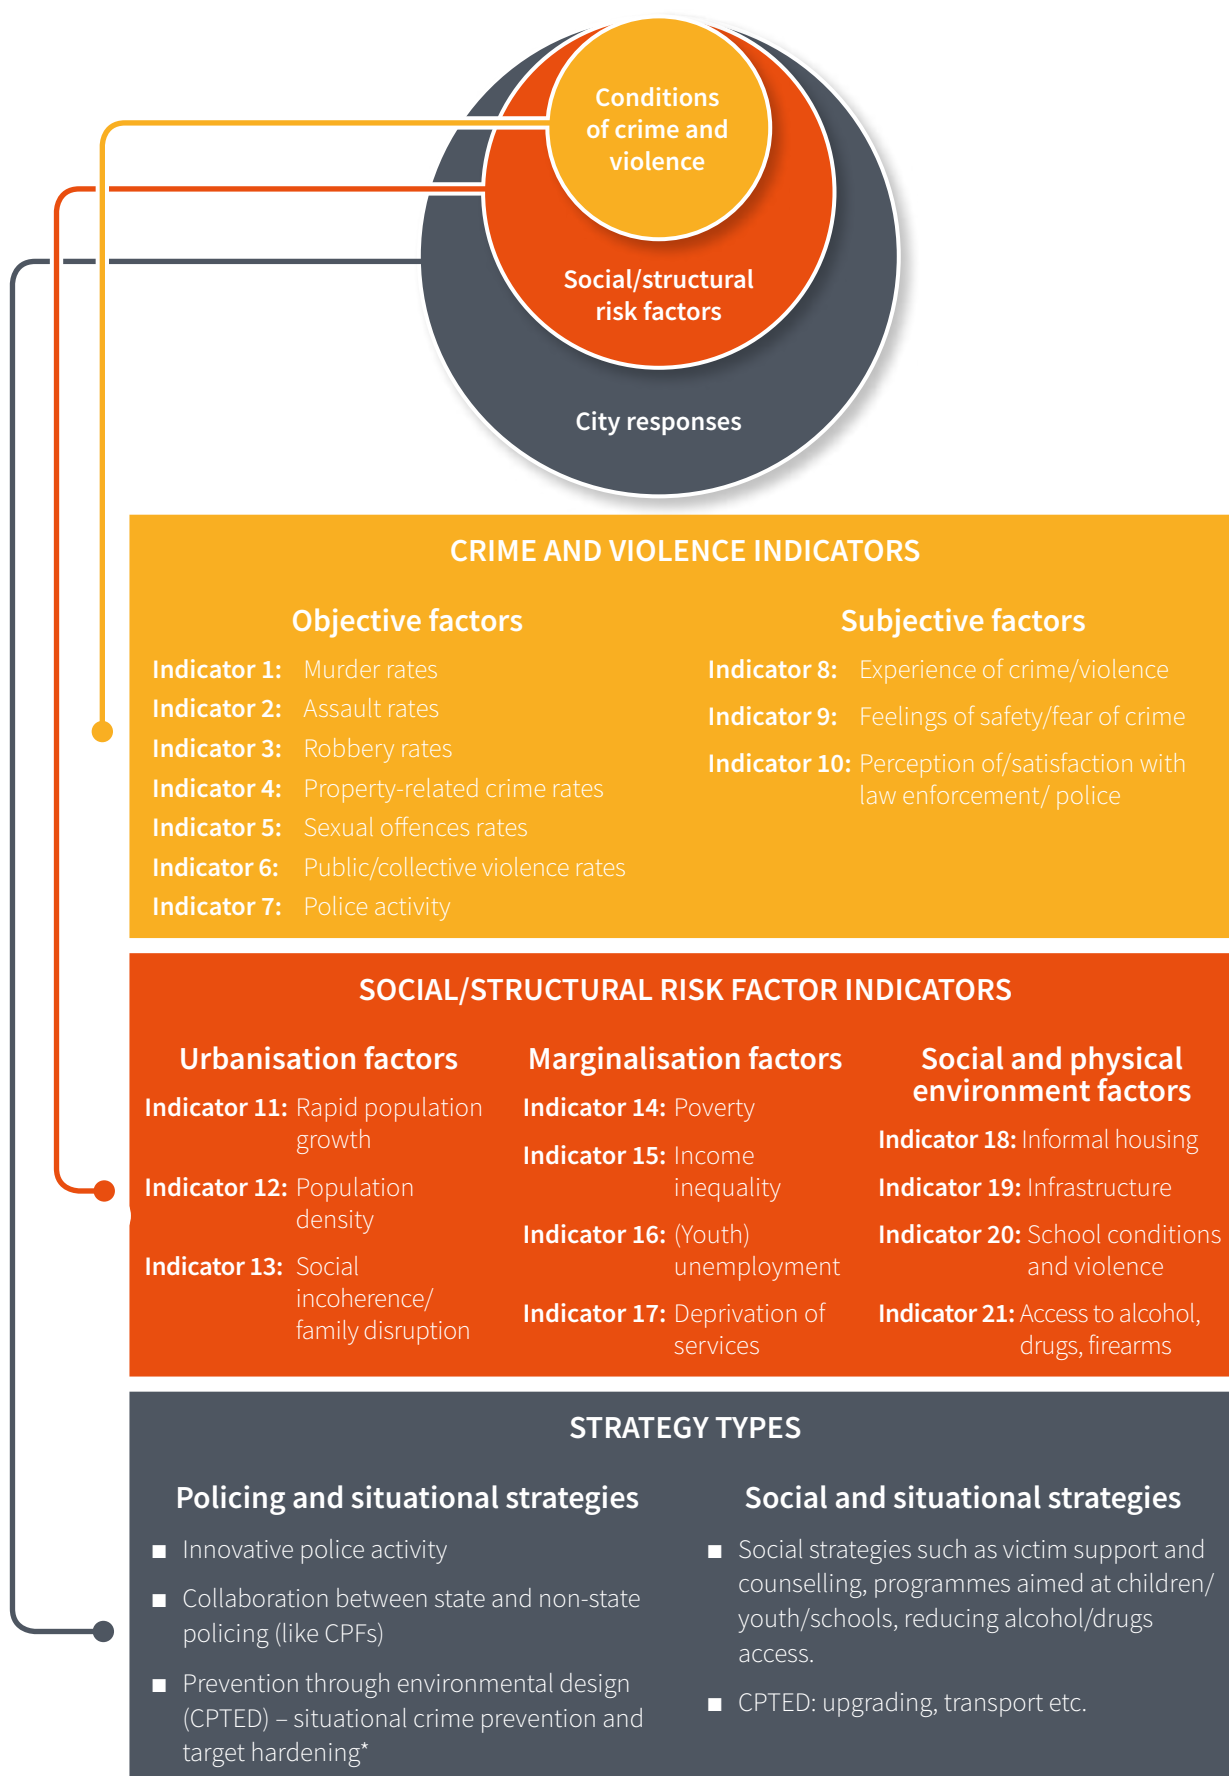 Conditions
of crime and
violence
Social/structural
risk factors
City responses
CRIME AND VIOLENCE INDICATORS
Objective factors
Indicator 1: Murder rates
Indicator 2: Assault rates
Indicator 3: Robbery rates
Indicator 4: Property-related crime rates
Indicator 5: Sexual offences rates
Indicator 6: Public/collective violence rates
Indicator 7: Police activity
Subjective factors
Indicator 8: Experience of crime/violence
Indicator 9: Feelings of safety/fear of crime
Indicator 10: Perception of/satisfaction with
law enforcement/ police
SOCIAL/STRUCTURAL RISK FACTOR INDICATORS
Urbanisation factors
Indicator 11: Rapid population
growth
Indicator 12: Population
density
Indicator 13: Social
incoherence/
family disruption
Marginalisation factors
Indicator 14: Poverty
Indicator 15: Income
inequality
Indicator 16: (Youth)
unemployment
Indicator 17: Deprivation of
services
Social and physical
environment factors
Indicator 18: Informal housing
Indicator 19: Infrastructure
Indicator 20: School conditions
and violence
Indicator 21: Access to alcohol,
drugs, firearms
STRATEGY TYPES
Policing and situational strategies
■ Innovative police activity
■ Collaboration between state and non-state
policing (like CPFs)
■ Prevention through environmental design
(CPTED) – situational crime prevention and
target hardening*
Social and situational strategies
■ Social strategies such as victim support and
counselling, programmes aimed at children/
youth/schools, reducing alcohol/drugs
access.
■ CPTED: upgrading, transport etc.